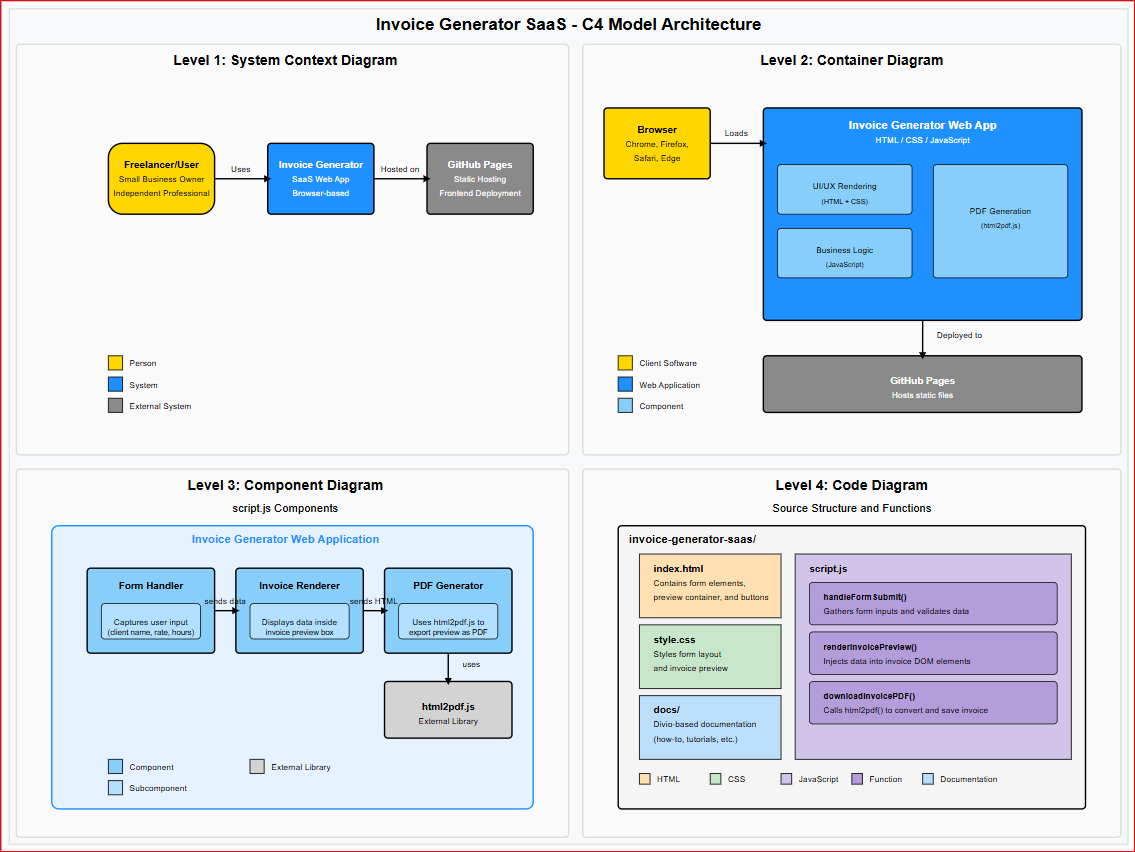 Invoice Generator SaaS - C4 Model Architecture
Level 1: System Context Diagram
Freelancer/User
Small Business Owner
Independent Professional
Uses
Invoice Generator
SaaS Web App
Browser-based
Hosted on
GitHub Pages
Static Hosting
Frontend Deployment
Person
System
External System
Level 2: Container Diagram
Browser
Chrome, Firefox,
Safari, Edge
Loads
Invoice Generator Web App
HTML / CSS / JavaScript
UI/UX Rendering
(HTML + CSS)
Business Logic
(JavaScript)
PDF Generation
(html2pdf.js)
Deployed to
GitHub Pages
Hosts static files
Client Software
Web Application
Component
Level 3: Component Diagram
script.js Components
Invoice Generator Web Application
Form Handler
Captures user input
(client name, rate, hours)
sends data
Invoice Renderer
Displays data inside
invoice preview box
sends HTML
PDF Generator
Uses html2pdf.js to
export preview as PDF
uses
html2pdf.js
External Library
Component
Subcomponent
External Library
Level 4: Code Diagram
Source Structure and Functions
invoice-generator-saas/
index.html
Contains form elements,
preview container, and buttons
style.css
Styles form layout
and invoice preview
docs/
Divio-based documentation
(how-to, tutorials, etc.)
script.js
handleFormSubmit()
Gathers form inputs and validates data
renderInvoicePreview()
Injects data into invoice DOM elements
downloadInvoicePDF()
Calls html2pdf() to convert and save invoice
HTML
CSS
JavaScript
Function
Documentation